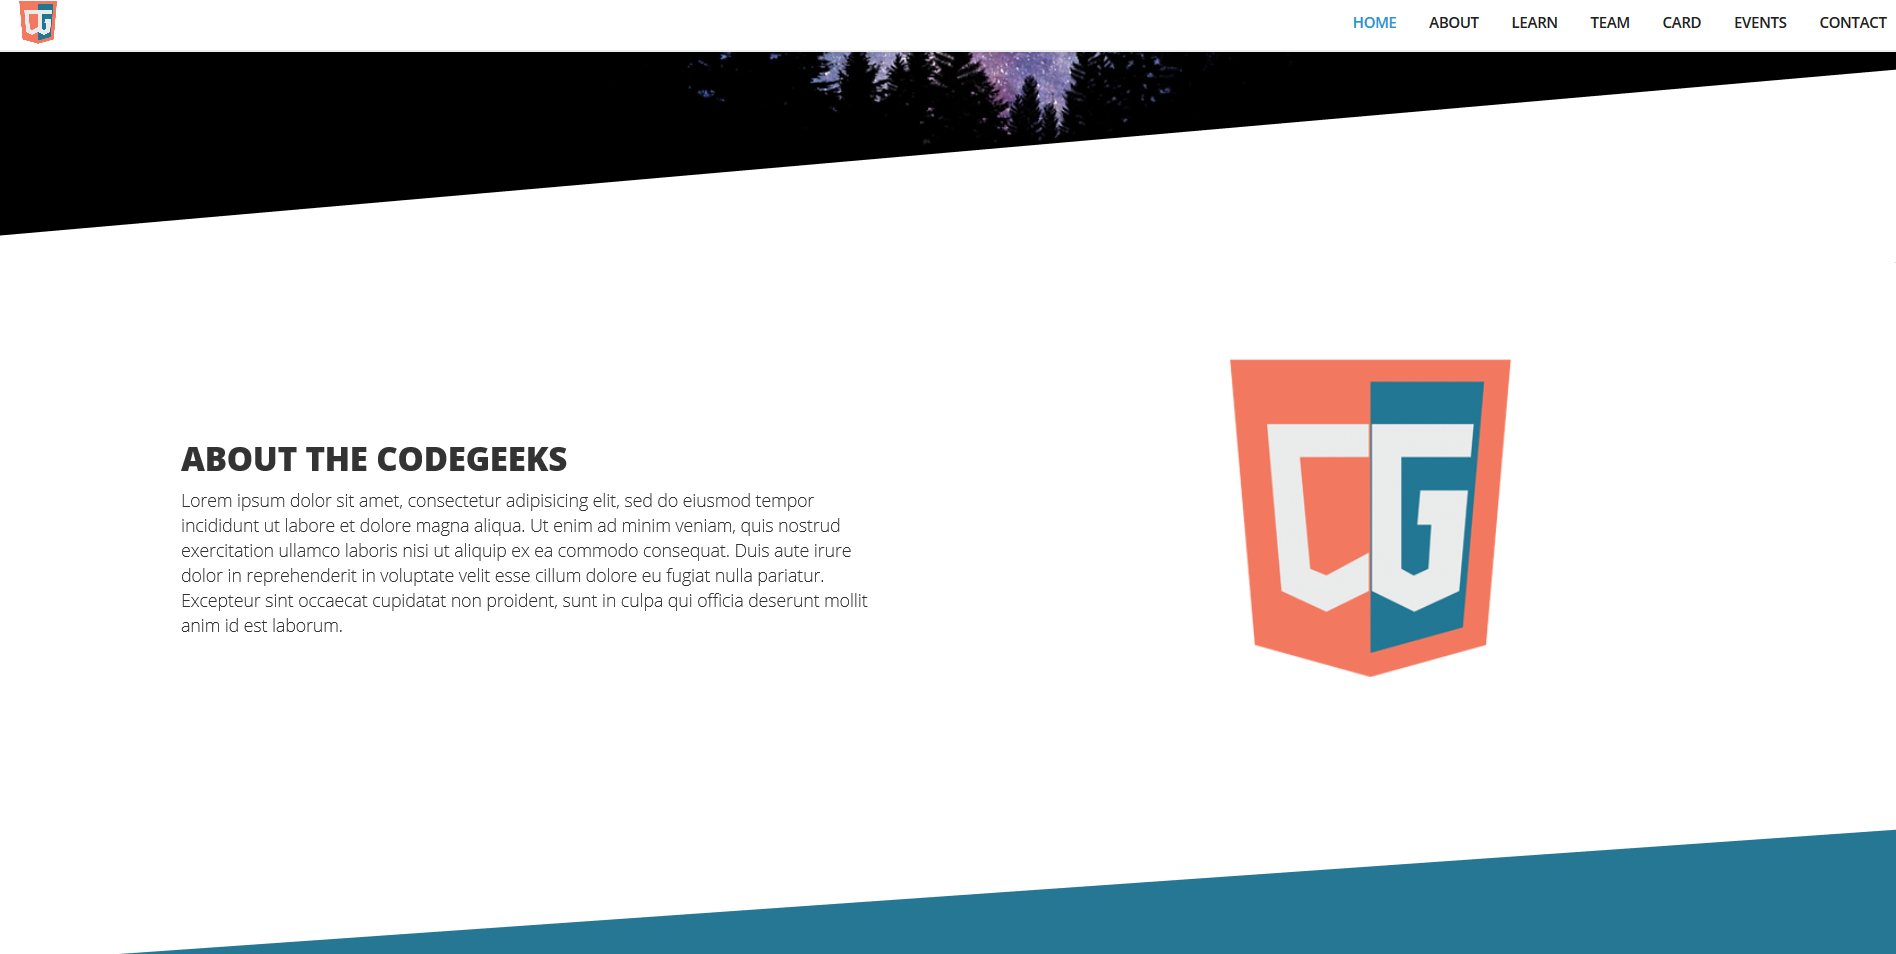 CG
HOME ABOUT LEARN TEAM CARD EVENTS CONTACT
ABOUT THE CODEGEEKS
Lorem ipsum dolor sit amet, consectetur adipisicing elit, sed do eiusmod tempor
incididunt ut labore et dolore magna aliqua. Ut enim ad minim veniam, quis nostrud
exercitation ullamco laboris nisi ut aliquip ex ea commodo consequat. Duis aute irure
dolor in reprehenderit in voluptate velit esse cillum dolore eu fugiat nulla pariatur.
Excepteur sint occaecat cupidatat non proident, sunt in culpa qui officia deserunt mollit
anim id est laborum.
CG